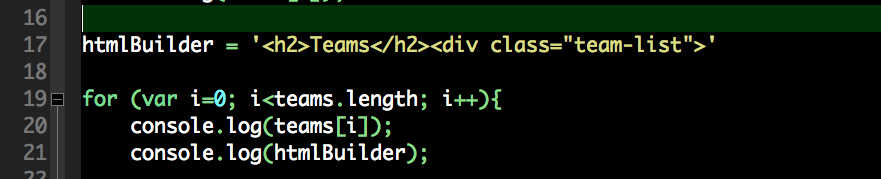 16
17 htmlBuilder = '<h2>Teams</h2><div class="team-list">'
18
19 for (var i=0; i<teams.length; i++){
20 console.log(teams[i]);
21 console.log(htmlBuilder);